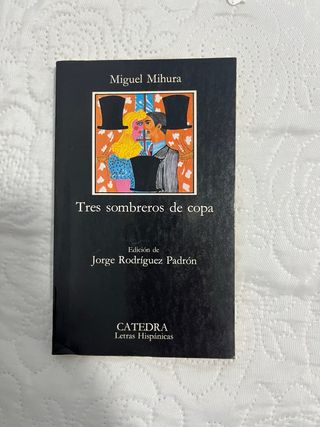 Miguel Mihura
Tres sombreros de copa
Edición de
Jorge Rodríguez Padrón
CATEDRA
Letras Hispánicas